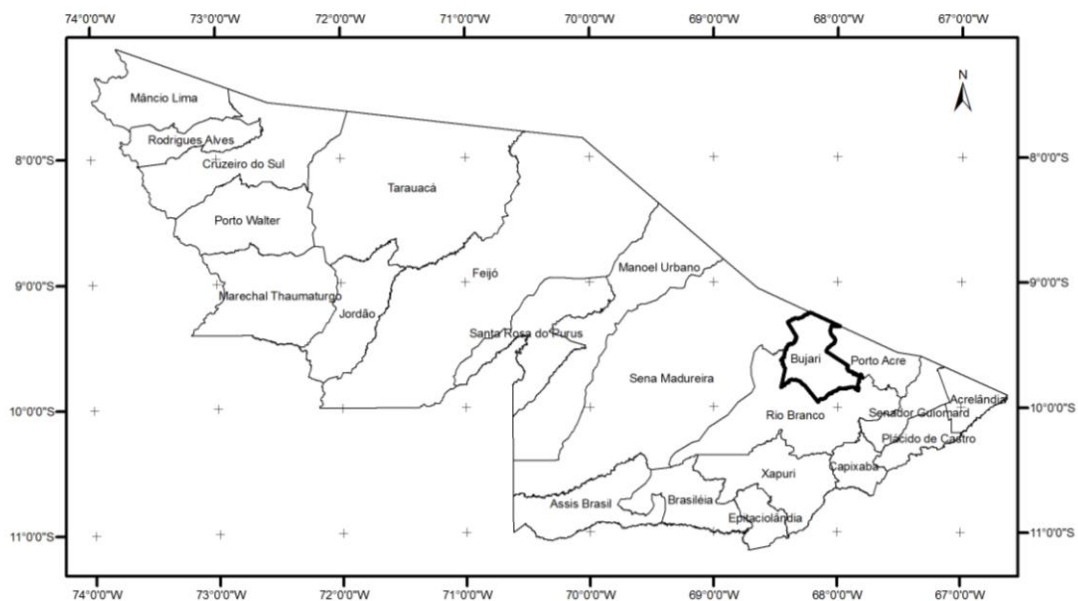 74°0'0"W 73°0'0"W 72°0'0"W 71°0'0"W 70°0'0"W 69°0'0"W 68°0'0"W 67°0'0"W
N
Mâncio Lima
Rodrigues Alves
8°0'0"S
Cruzeiro do Sul
8°0'0"S
Tarauacá
Porto Walter
Manoel Urbano
Feijó
9°0'0"S
9°0'0"S
Marechal Thaumaturgo
Jordão
Santa Rosa do Purus
Bujari
Porto Acre
Sena Madureira
Acrelândia
10°0'0"S
Rio Branco
Senador Guiomard
10°0'0"S
Plácido de Castro
Capixaba
Xapuri
Assis Brasil
Brasiléia
Epitaciolândia
11°0'0"S
11°0'0"S
74°0'0"W 73°0'0"W 72°0'0"W 71°0'0"W 70°0'0"W 69°0'0"W 68°0'0"W 67°0'0"W